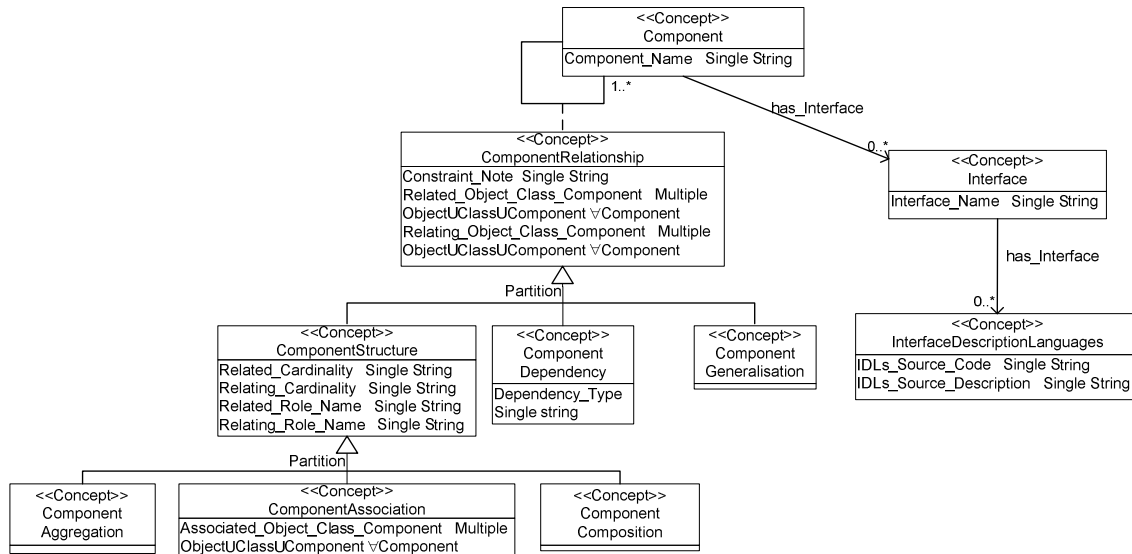 <<Concept>>
Component
Component_Name Single String
1..*
has_Interface
0..*
<<Concept>>
ComponentRelationship
Constraint_Note Single String
Related_Object_Class_Component Multiple
ObjectUClassUComponent ∀Component
Relating_Object_Class_Component Multiple
ObjectUClassUComponent ∀Component
<<Concept>>
Interface
Interface_Name Single String
has_Interface
0..*
Partition
<<Concept>>
ComponentStructure
Related_Cardinality Single String
Relating_Cardinality Single String
Related_Role_Name Single String
Relating_Role_Name Single String
<<Concept>>
Component
Dependency
Dependency_Type
Single string
<<Concept>>
Component
Generalisation
<<Concept>>
InterfaceDescriptionLanguages
IDLs_Source_Code Single String
IDLs_Source_Description Single String
Partition
<<Concept>>
Component
Aggregation
<<Concept>>
ComponentAssociation
Associated_Object_Class_Component Multiple
ObjectUClassUComponent ∀Component
<<Concept>>
Component
Composition